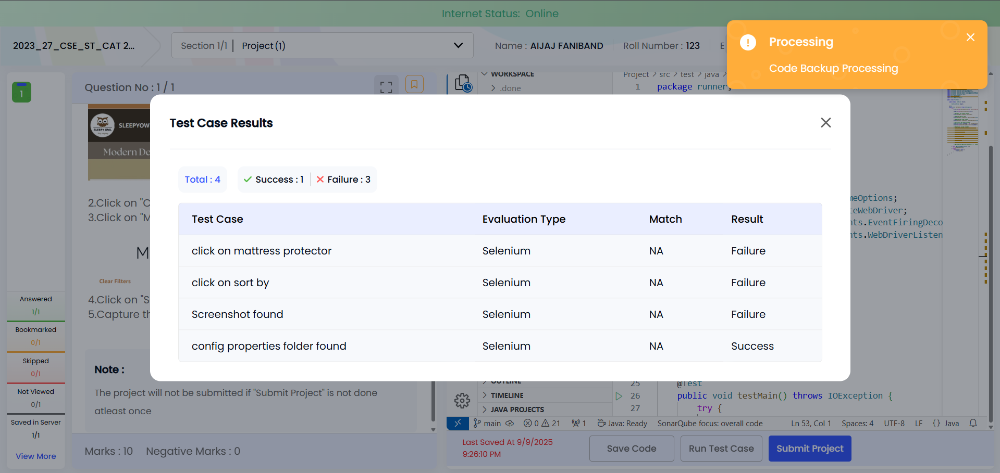 Internet Status: Online
2023_27_CSE_ST_CAT 2...
Section 1/1 Project(1)
Name : AIJAJ FANIBAND
Roll Number : 123
E
Processing
Code Backup Processing
1
Question No : 1 / 1
WORKSPACE
.done
Project > src > test > java >
1 package runner;
SLEEPY OWL
SLEEPYOW
Modern De
2.Click on "C
3.Click on "M
M
Clear Filters
4.Click on "S
5.Capture th
Test Case Results
Total : 4
Success : 1
Failure : 3
Test Case Evaluation Type Match Result
click on mattress protector Selenium NA Failure
click on sort by Selenium NA Failure
Screenshot found Selenium NA Failure
config properties folder found Selenium NA Success
meOptions;
teWebDriver;
nts.EventFiringDeco
nts.WebDriverListen
Answered
1/1
Bookmarked
0/1
Skipped
0/1
Not Viewed
0/1
Saved in Server
1/1
View More
Note :
The project will not be submitted if "Submit Project" is not done
atleast once
OUTLINE
TIMELINE
JAVA PROJECTS
25 @Test
26 public void testMain() throws IOException {
27 try {
main 0 21 1 Java: Ready SonarQube focus: overall code Ln 53, Col 1 Spaces: 4 UTF-8 LF {} Java
Marks : 10 Negative Marks : 0
Last Saved At 9/9/2025
9:26:10 PM
Save Code
Run Test Case
Submit Project